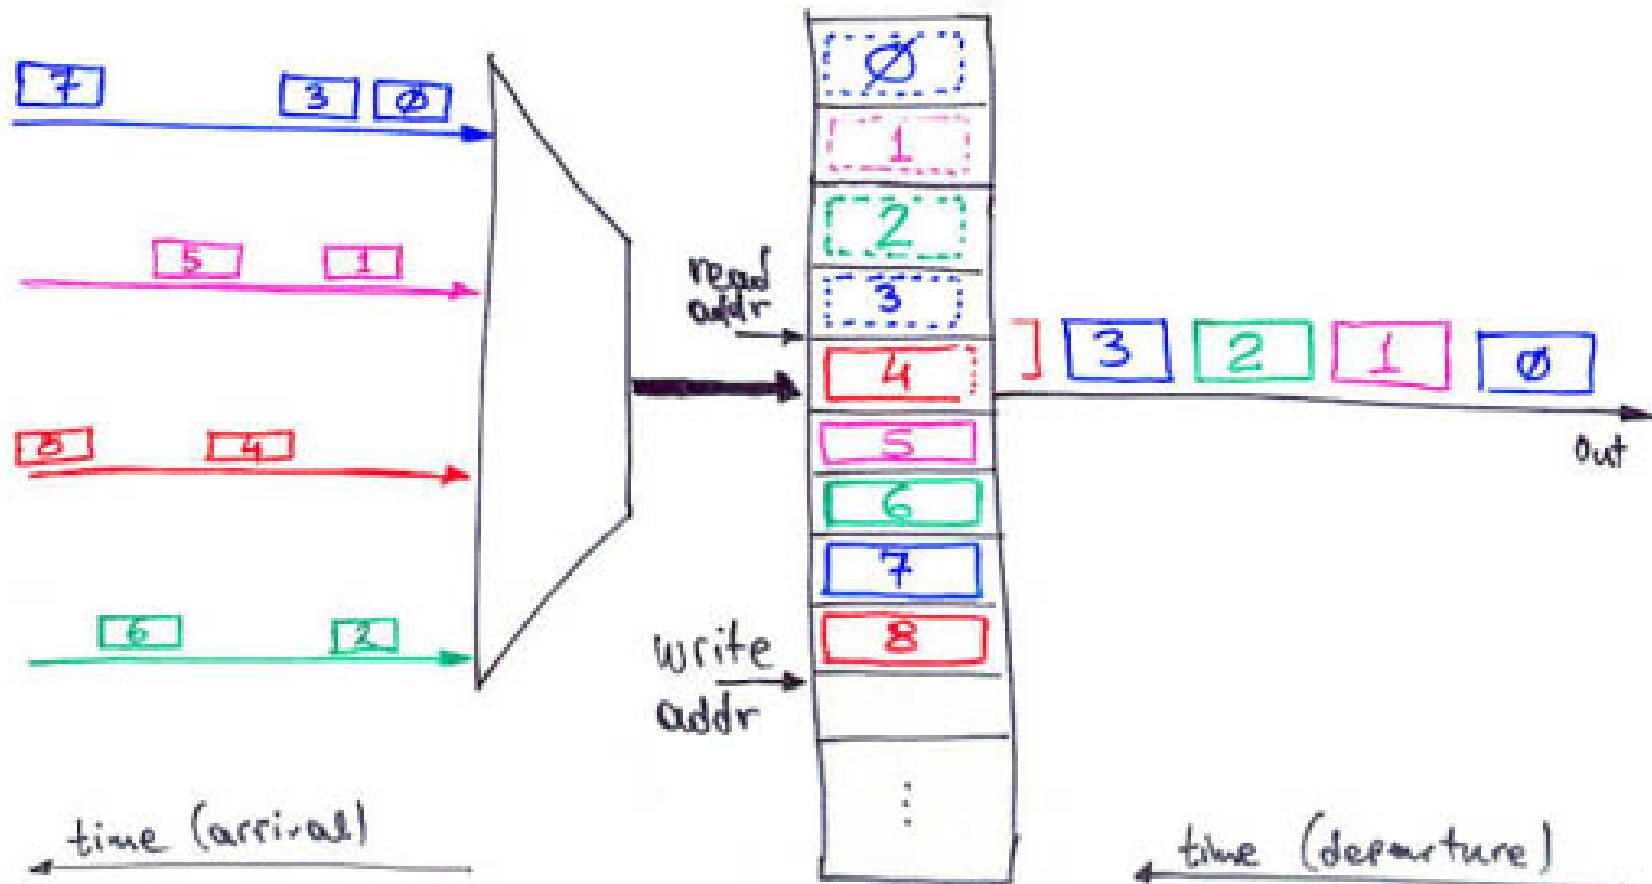 7 3 Ø
5 1
8 4
6 2
Ø
1
2
3
4
5
6
7
8
⋮
read
addr
write
addr
3 2 1 Ø
out
time (arrival)
time (departure)